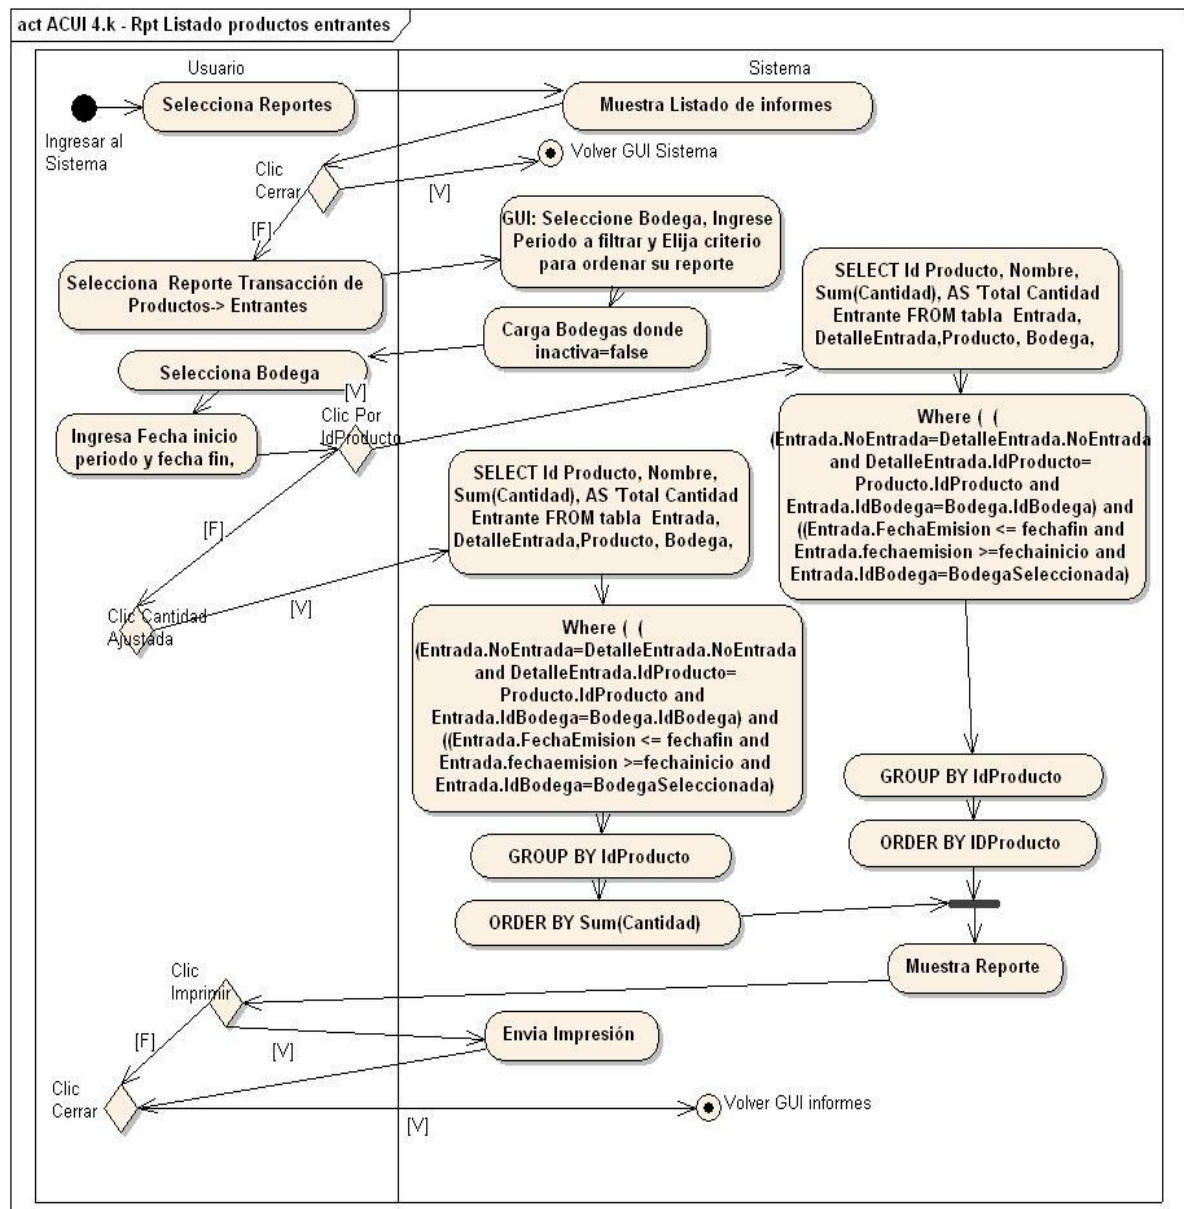 act ACUI 4.k - Rpt Listado productos entrantes
Usuario
Sistema
Selecciona Reportes
Muestra Listado de informes
Ingresar al
Sistema
Clic
Cerrar
Volver GUI Sistema
[V]
[F]
GUI: Seleccione Bodega, Ingrese
Periodo a filtrar y Elija criterio
para ordenar su reporte
Selecciona Reporte Transacción de
Productos-> Entrantes
Carga Bodegas donde
inactiva=false
SELECT Id Producto, Nombre,
Sum(Cantidad), AS 'Total Cantidad
Entrante FROM tabla Entrada,
DetalleEntrada,Producto, Bodega,
Selecciona Bodega
[V]
Clic Por
IdProducto
Ingresa Fecha inicio
periodo y fecha fin,
Where ( (
(Entrada.NoEntrada=DetalleEntrada.NoEntrada
and DetalleEntrada.IdProducto=
Producto.IdProducto and
Entrada.IdBodega=Bodega.IdBodega) and
((Entrada.FechaEmision <= fechafin and
Entrada.fechaemision >=fechainicio and
Entrada.IdBodega=BodegaSeleccionada)
SELECT Id Producto, Nombre,
Sum(Cantidad), AS 'Total Cantidad
Entrante FROM tabla Entrada,
DetalleEntrada,Producto, Bodega,
[F]
Clic Cantidad
Ajustada
[V]
Where ( (
(Entrada.NoEntrada=DetalleEntrada.NoEntrada
and DetalleEntrada.IdProducto=
Producto.IdProducto and
Entrada.IdBodega=Bodega.IdBodega) and
((Entrada.FechaEmision <= fechafin and
Entrada.fechaemision >=fechainicio and
Entrada.IdBodega=BodegaSeleccionada)
GROUP BY IdProducto
ORDER BY IDProducto
GROUP BY IdProducto
ORDER BY Sum(Cantidad)
Muestra Reporte
Clic
Imprimir
[F]
[V]
Envia Impresión
Clic
Cerrar
[V]
Volver GUI informes